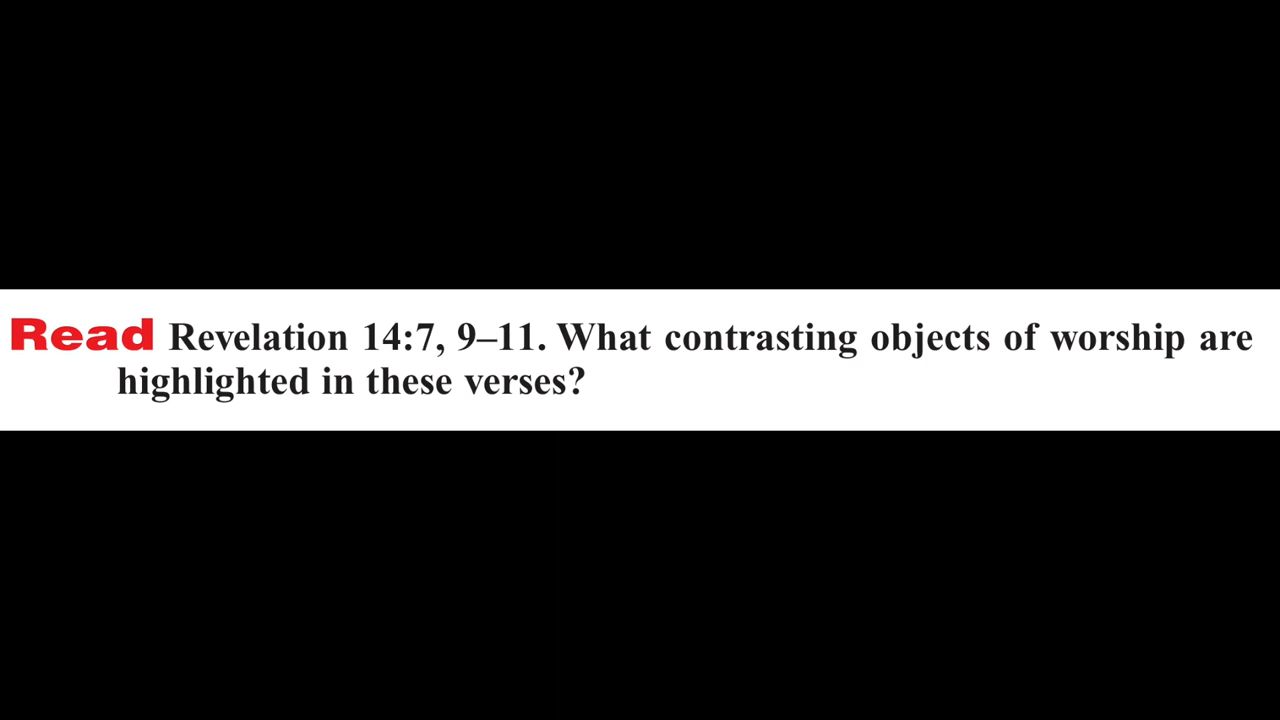 Read Revelation 14:7, 9–11. What contrasting objects of worship are
highlighted in these verses?